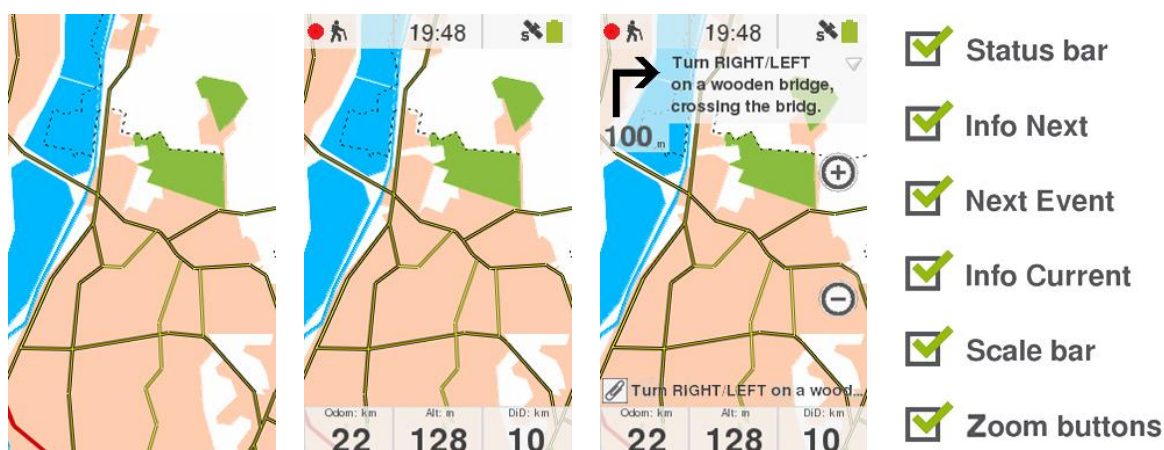 19:48
S
Odom: km
Alt: m
DiD: km
22
128
10
19:48
S
Turn RIGHT/LEFT
on a wooden bridge,
crossing the bridg.
100 m
Turn RIGHT/LEFT on a wood...
Odom: km
Alt: m
DiD: km
22
128
10
Status bar
Info Next
Next Event
Info Current
Scale bar
Zoom buttons